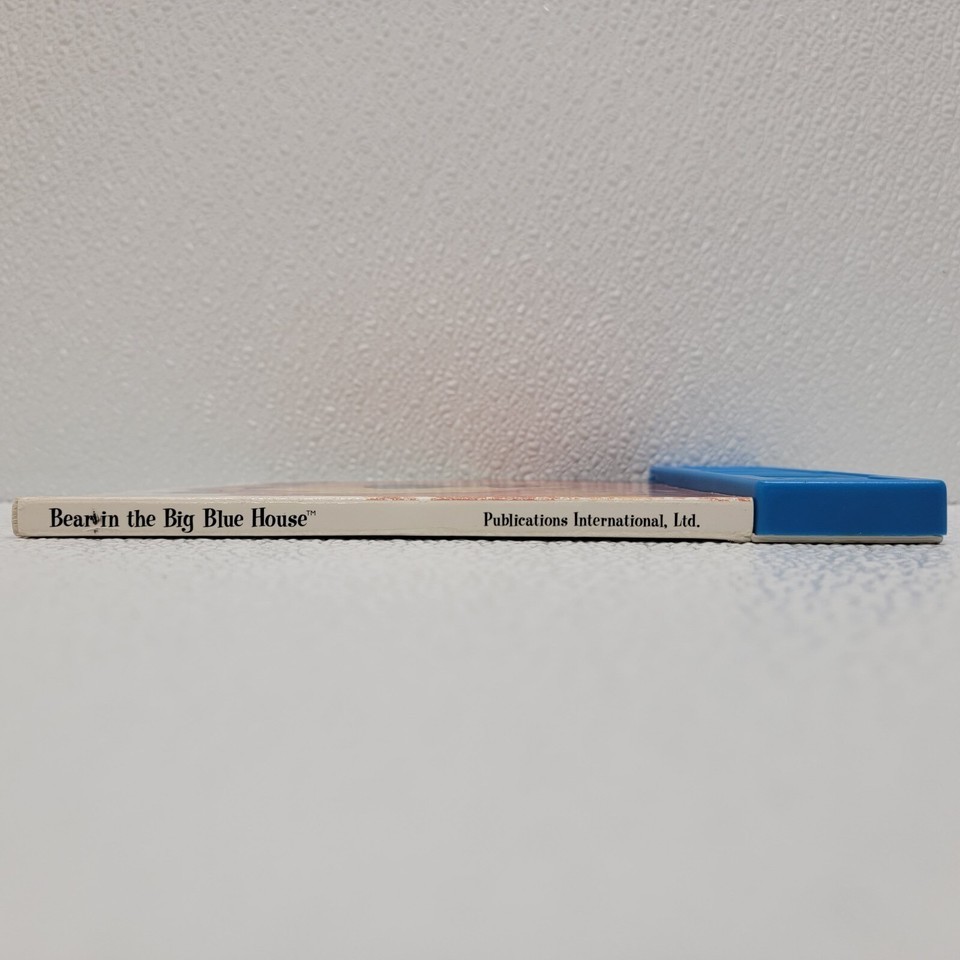 Bear in the Big Blue House™
Publications International, Ltd.